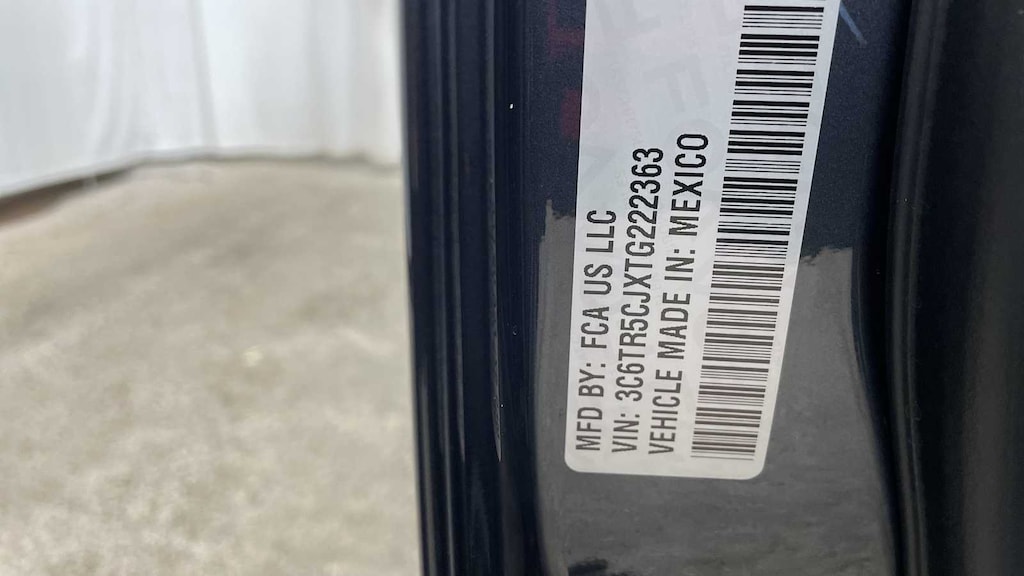 MFD BY: FCA US LLC
VIN: 3C6TR5CJXTG222363
VEHICLE MADE IN: MEXICO